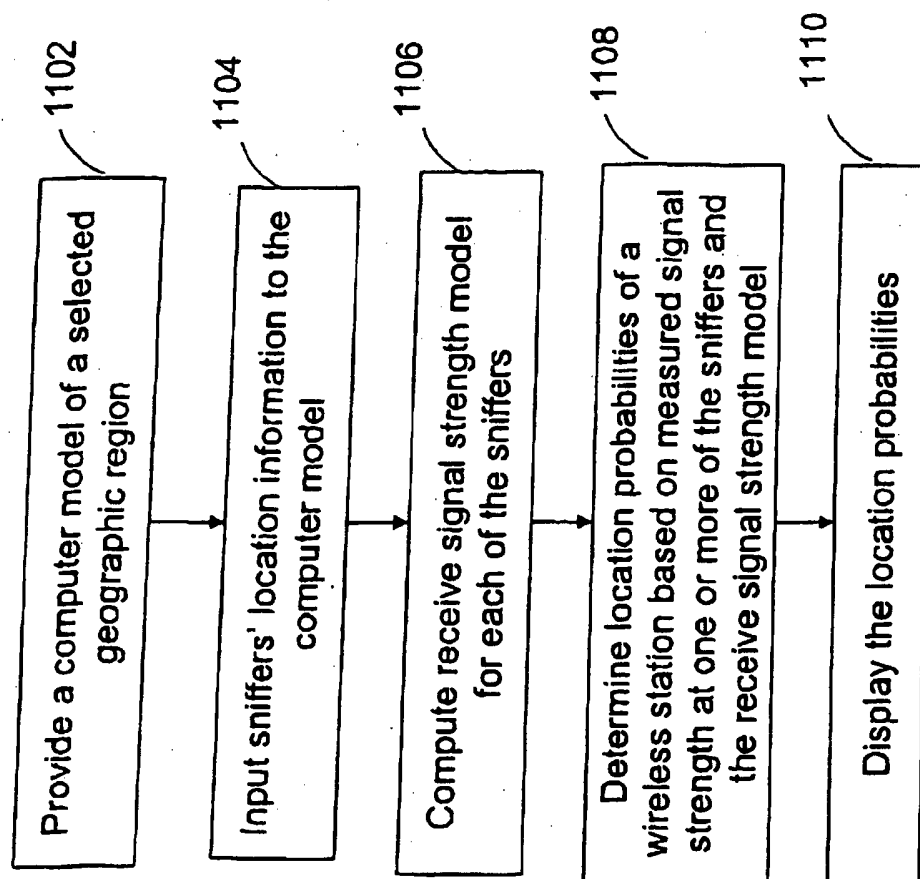 1102
Provide a computer model of a selected
geographic region
1104
Input sniffers' location information to the
computer model
1106
Compute receive signal strength model
for each of the sniffers
1108
Determine location probabilities of a
wireless station based on measured signal
strength at one or more of the sniffers and
the receive signal strength model
1110
Display the location probabilities